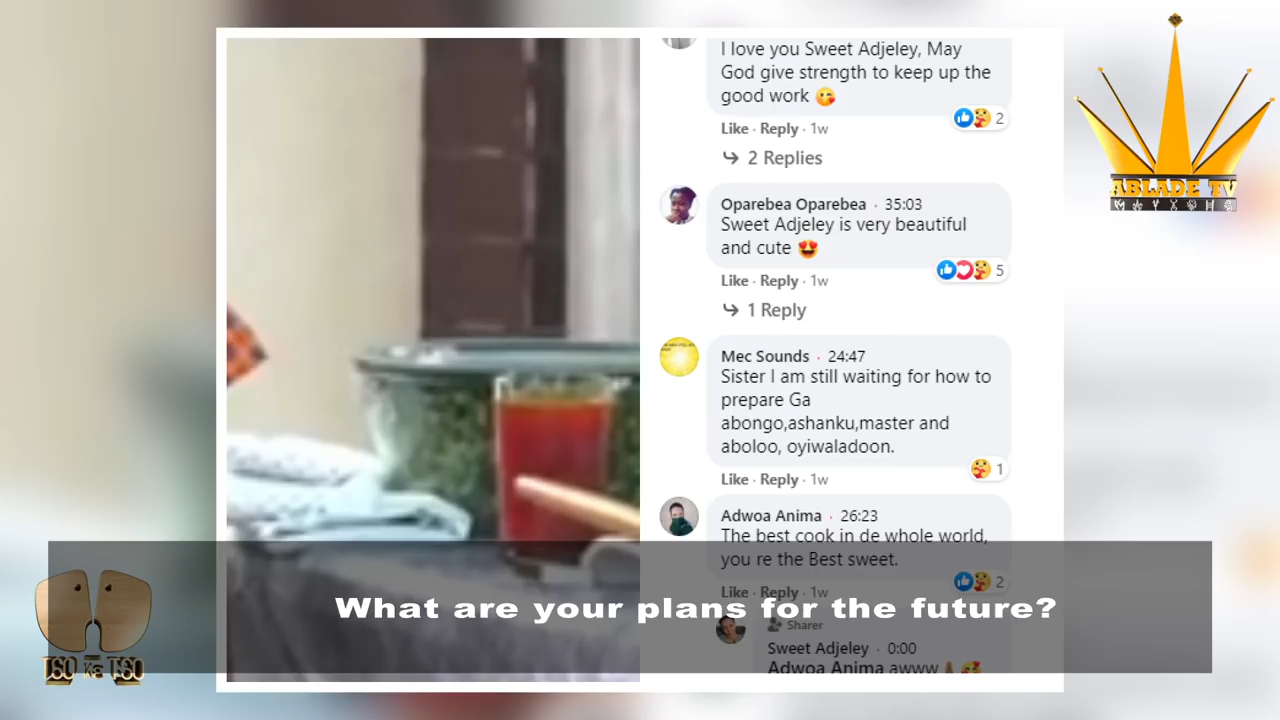 I love you Sweet Adjeley, May
God give strength to keep up the
good work 😘
2
Like · Reply · 1w
2 Replies
Oparebea Oparebea · 35:03
Sweet Adjeley is very beautiful
and cute 😍
5
Like · Reply · 1w
1 Reply
Mec Sounds · 24:47
Sister I am still waiting for how to
prepare Ga
abongo,ashanku,master and
aboloo, oyiwaladoon.
1
Like · Reply · 1w
Adwoa Anima · 26:23
The best cook in de whole world,
you re the Best sweet.
2
Like · Reply · 1w
Sharer
Sweet Adjeley · 0:00
Adwoa Anima awww 🙏🥰
What are your plans for the future?
ABLADE TV
TSO KE TSO